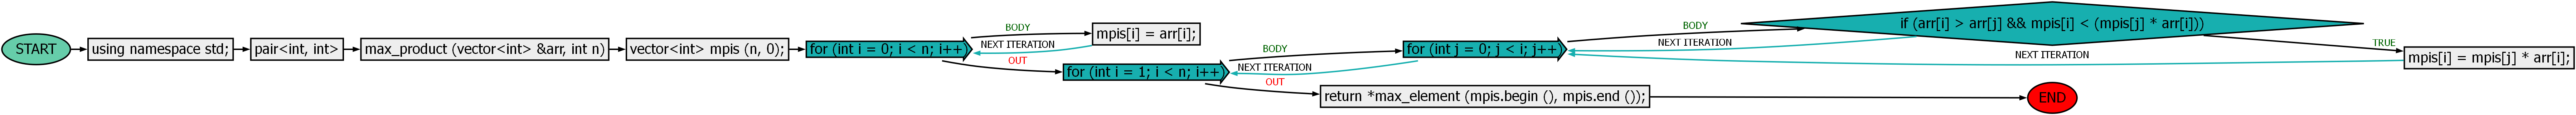 START
using namespace std;
pair<int, int>
max_product (vector<int> &arr, int n)
vector<int> mpis (n, 0);
for (int i = 0; i < n; i++)
BODY
mpis[i] = arr[i];
NEXT ITERATION
OUT
for (int i = 1; i < n; i++)
BODY
for (int j = 0; j < i; j++)
BODY
if (arr[i] > arr[j] && mpis[i] < (mpis[j] * arr[i]))
NEXT ITERATION
TRUE
mpis[i] = mpis[j] * arr[i];
NEXT ITERATION
NEXT ITERATION
OUT
return *max_element (mpis.begin (), mpis.end ());
END